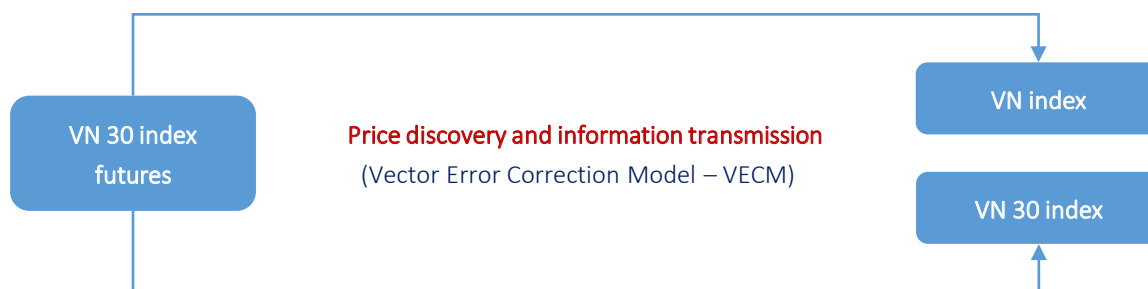 VN 30 index
futures
Price discovery and information transmission
(Vector Error Correction Model – VECM)
VN index
VN 30 index